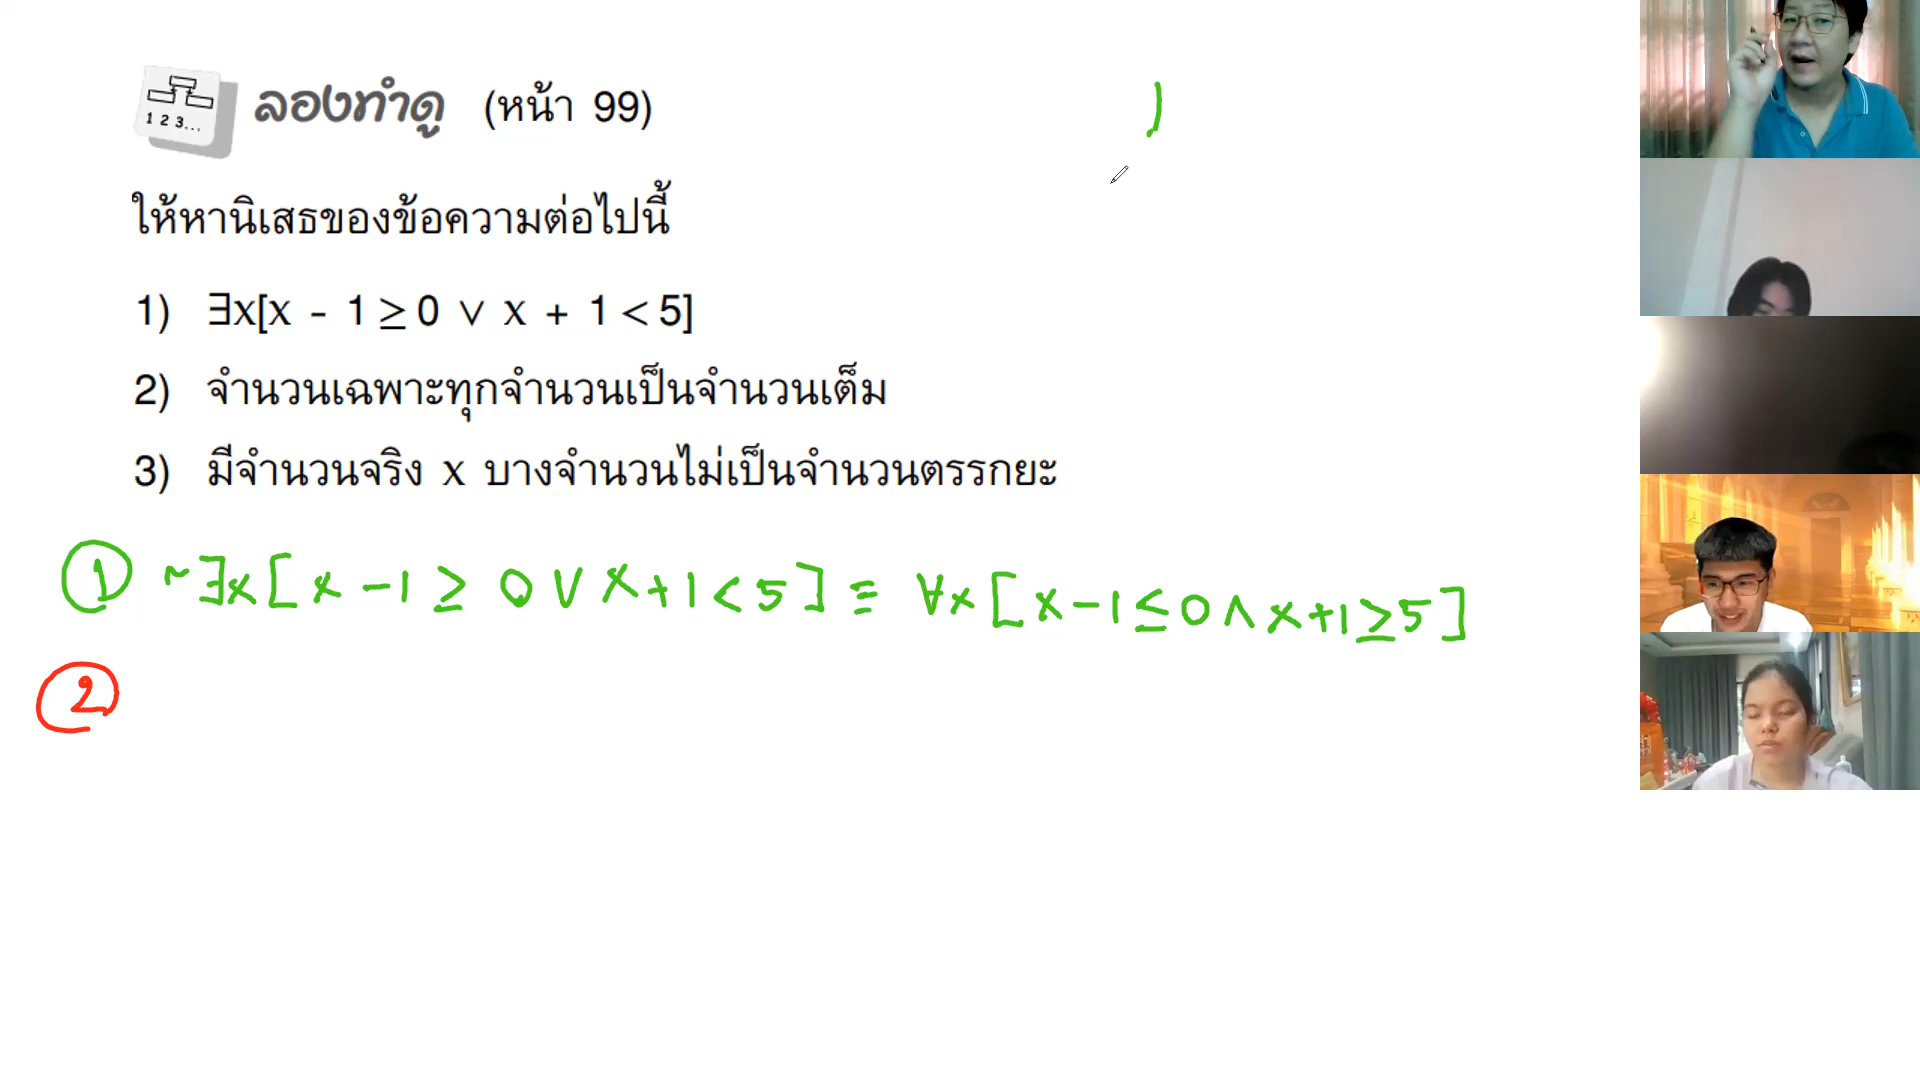 1 2 3...
ลองทำดู (หน้า 99)
ให้หานิเสธของข้อความต่อไปนี้
1) ∃x[x - 1 ≥ 0 ∨ x + 1 < 5]
2) จำนวนเฉพาะทุกจำนวนเป็นจำนวนเต็ม
3) มีจำนวนจริง x บางจำนวนไม่เป็นจำนวนตรรกยะ
① ~∃x[x-1 ≥ 0 ∨ x+1 < 5] ≡ ∀x[x-1 ≤ 0 ∧ x+1 ≥ 5]
②